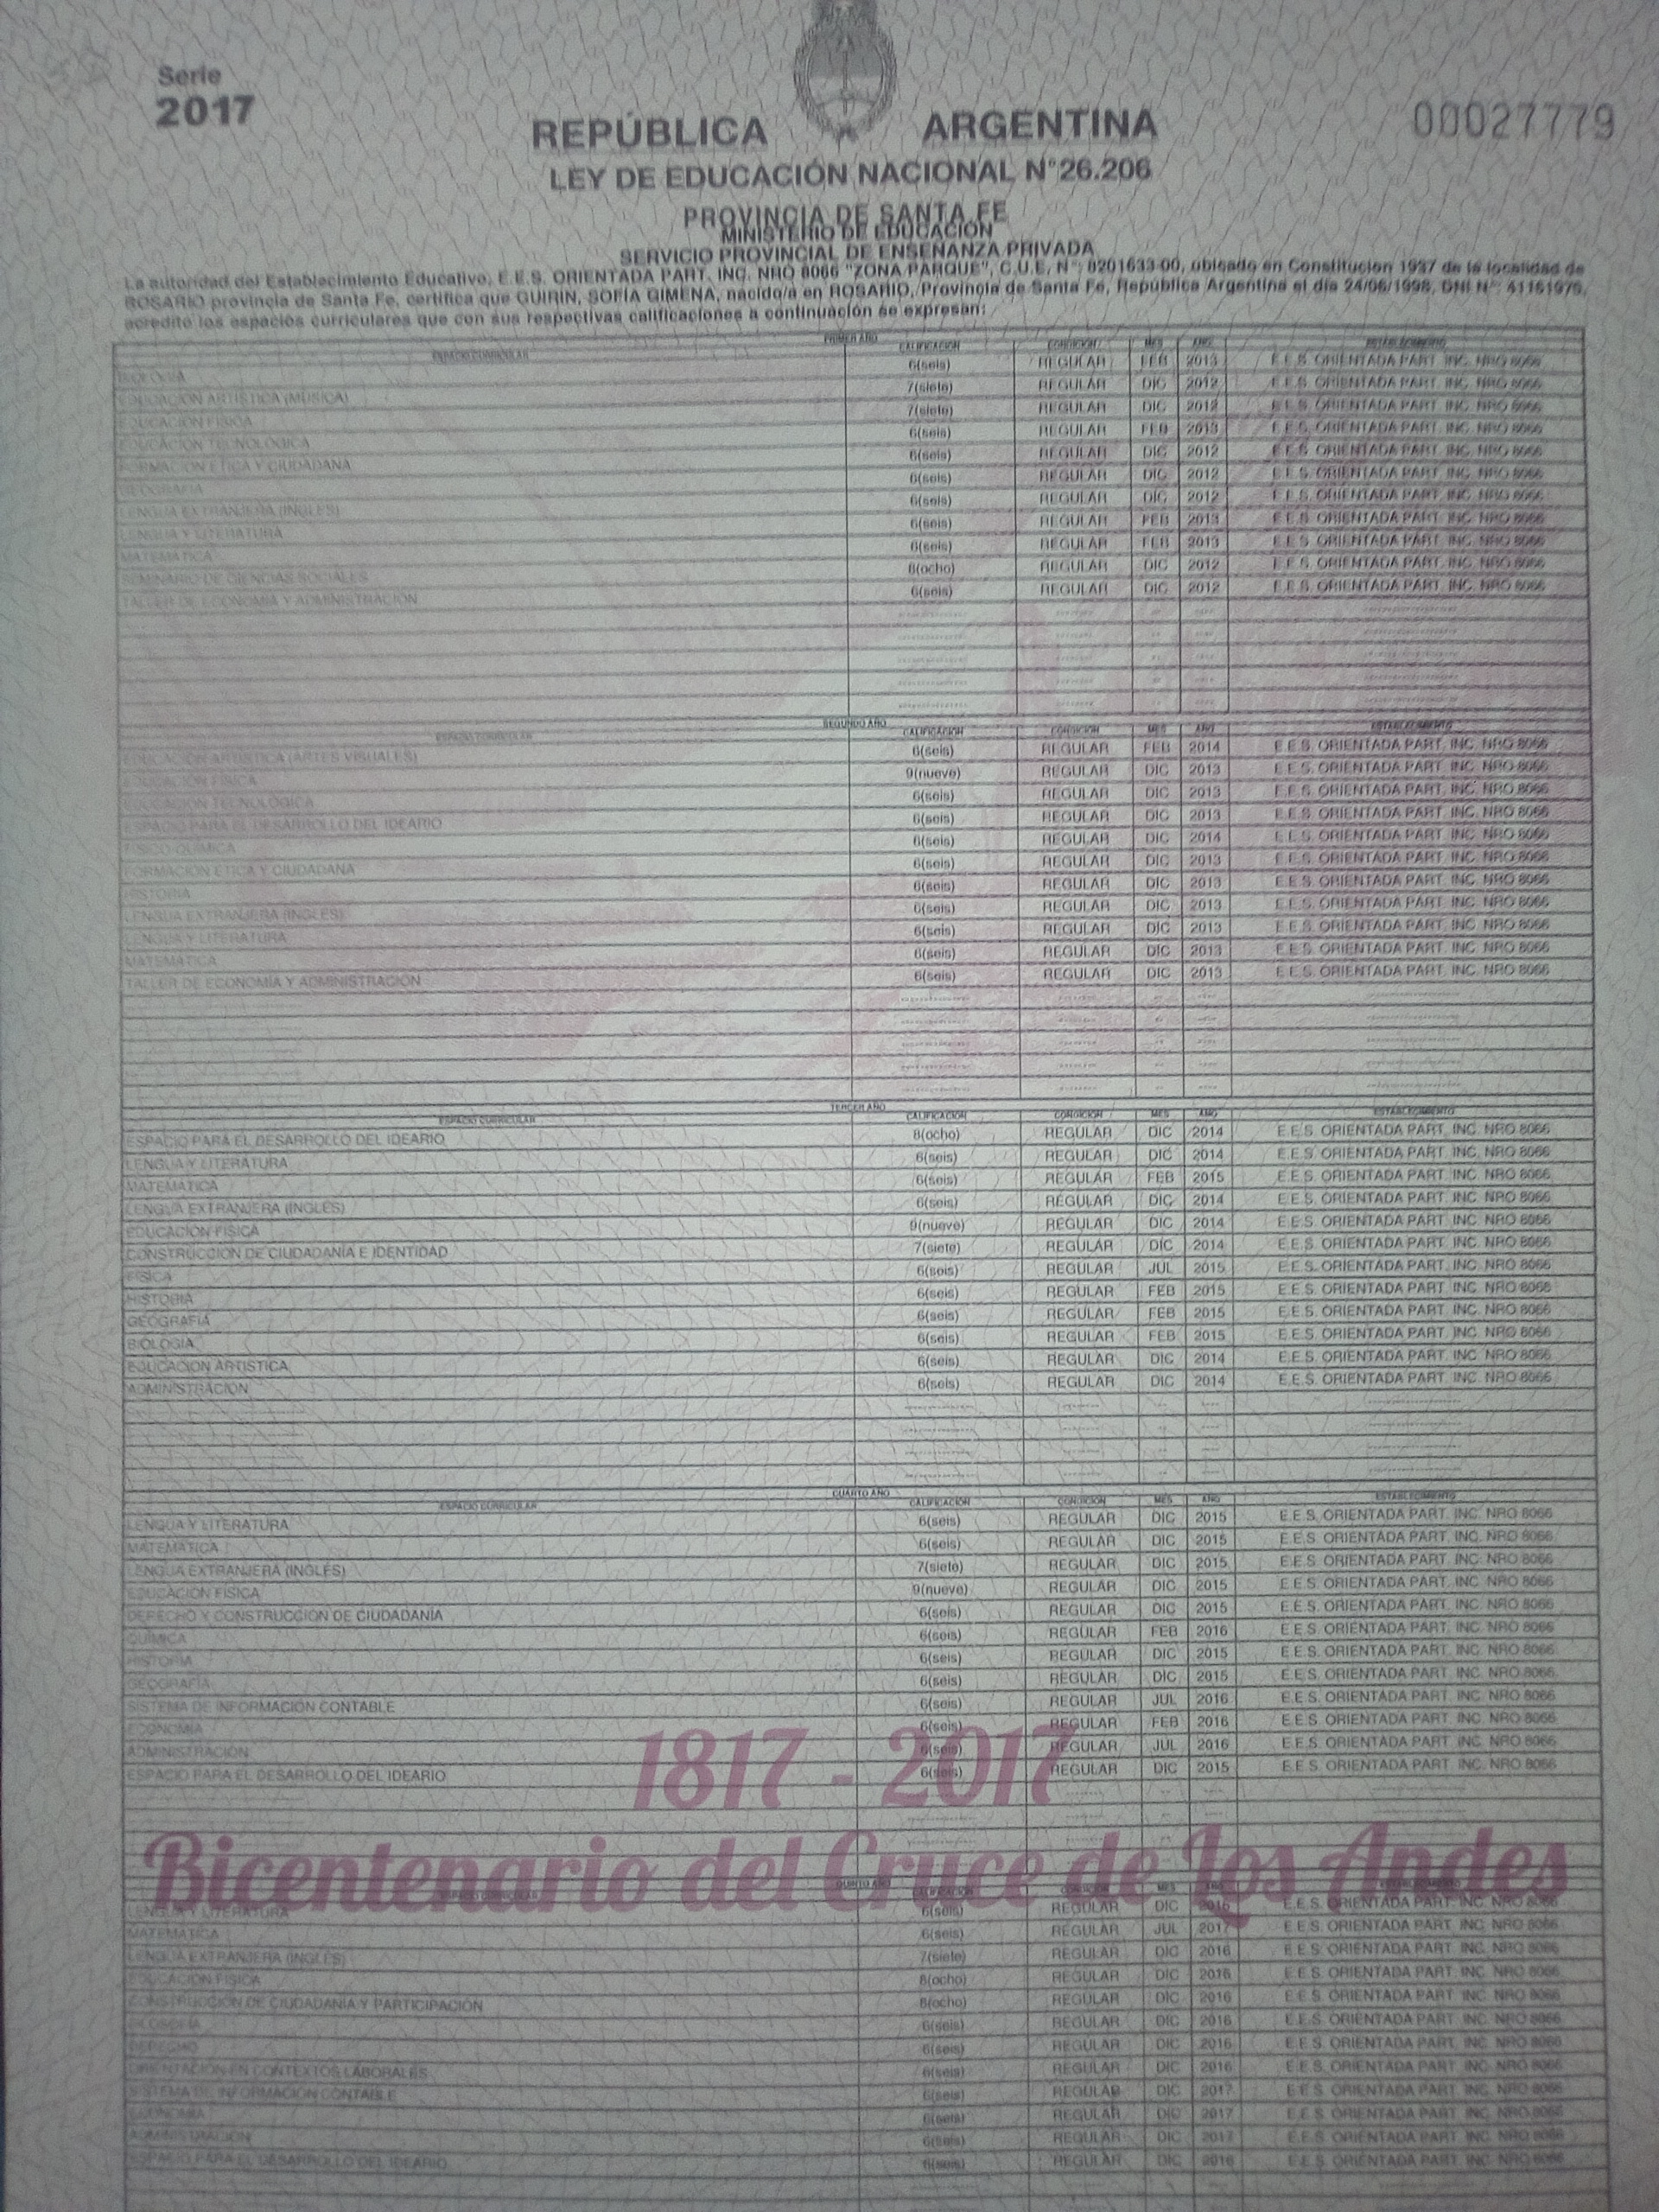 Serie
2017
REPÚBLICA ARGENTINA
00027779
LEY DE EDUCACIÓN NACIONAL N°26.206
PROVINCIA DE SANTA FE
MINISTERIO DE EDUCACIÓN
SERVICIO PROVINCIAL DE ENSEÑANZA PRIVADA
La autoridad del Establecimiento Educativo, E.E.S. ORIENTADA PART. INC. NRO 8066 "ZONA PARQUE", C.U.E. N°: 8201633-00, ubicado en Constitucion 1937 de la localidad de
ROSARIO provincia de Santa Fe, certifica que GUIRIN, SOFÍA GIMENA, nacido/a en ROSARIO, Provincia de Santa Fe, República Argentina el día 24/06/1998, DNI N°: 41161975,
acredito los espacios curriculares que con sus respectivas calificaciones a continuación se expresan:
PRIMER AÑO
ESPACIO CURRICULAR CALIFICACIÓN CONDICIÓN MES AÑO ESTABLECIMIENTO
BIOLOGÍA 6(seis) REGULAR FEB 2013 E.E.S. ORIENTADA PART. INC. NRO 8066
EDUCACIÓN ARTÍSTICA (MÚSICA) 7(siete) REGULAR DIC 2012 E.E.S. ORIENTADA PART. INC. NRO 8066
EDUCACIÓN FÍSICA 7(siete) REGULAR DIC 2012 E.E.S. ORIENTADA PART. INC. NRO 8066
EDUCACIÓN TECNOLÓGICA 6(seis) REGULAR FEB 2013 E.E.S. ORIENTADA PART. INC. NRO 8066
FORMACIÓN ÉTICA Y CIUDADANA 6(seis) REGULAR DIC 2012 E.E.S. ORIENTADA PART. INC. NRO 8066
GEOGRAFÍA 6(seis) REGULAR DIC 2012 E.E.S. ORIENTADA PART. INC. NRO 8066
LENGUA EXTRANJERA (INGLÉS) 6(seis) REGULAR DIC 2012 E.E.S. ORIENTADA PART. INC. NRO 8066
LENGUA Y LITERATURA 6(seis) REGULAR FEB 2013 E.E.S. ORIENTADA PART. INC. NRO 8066
MATEMÁTICA 6(seis) REGULAR FEB 2013 E.E.S. ORIENTADA PART. INC. NRO 8066
SEMINARIO DE CIENCIAS SOCIALES 8(ocho) REGULAR DIC 2012 E.E.S. ORIENTADA PART. INC. NRO 8066
TALLER DE ECONOMÍA Y ADMINISTRACIÓN 6(seis) REGULAR DIC 2012 E.E.S. ORIENTADA PART. INC. NRO 8066
SEGUNDO AÑO
ESPACIO CURRICULAR CALIFICACIÓN CONDICIÓN MES AÑO ESTABLECIMIENTO
EDUCACIÓN ARTÍSTICA (ARTES VISUALES) 6(seis) REGULAR FEB 2014 E.E.S. ORIENTADA PART. INC. NRO 8066
EDUCACIÓN FÍSICA 9(nueve) REGULAR DIC 2013 E.E.S. ORIENTADA PART. INC. NRO 8066
EDUCACIÓN TECNOLÓGICA 6(seis) REGULAR DIC 2013 E.E.S. ORIENTADA PART. INC. NRO 8066
ESPACIO PARA EL DESARROLLO DEL IDEARIO 6(seis) REGULAR DIC 2013 E.E.S. ORIENTADA PART. INC. NRO 8066
FÍSICO-QUÍMICA 6(seis) REGULAR DIC 2014 E.E.S. ORIENTADA PART. INC. NRO 8066
FORMACIÓN ÉTICA Y CIUDADANA 6(seis) REGULAR DIC 2013 E.E.S. ORIENTADA PART. INC. NRO 8066
HISTORIA 6(seis) REGULAR DIC 2013 E.E.S. ORIENTADA PART. INC. NRO 8066
LENGUA EXTRANJERA (INGLÉS) 6(seis) REGULAR DIC 2013 E.E.S. ORIENTADA PART. INC. NRO 8066
LENGUA Y LITERATURA 6(seis) REGULAR DIC 2013 E.E.S. ORIENTADA PART. INC. NRO 8066
MATEMÁTICA 6(seis) REGULAR DIC 2013 E.E.S. ORIENTADA PART. INC. NRO 8066
TALLER DE ECONOMÍA Y ADMINISTRACIÓN 6(seis) REGULAR DIC 2013 E.E.S. ORIENTADA PART. INC. NRO 8066
TERCER AÑO
ESPACIO CURRICULAR CALIFICACIÓN CONDICIÓN MES AÑO ESTABLECIMIENTO
ESPACIO PARA EL DESARROLLO DEL IDEARIO 8(ocho) REGULAR DIC 2014 E.E.S. ORIENTADA PART. INC. NRO 8066
LENGUA Y LITERATURA 6(seis) REGULAR DIC 2014 E.E.S. ORIENTADA PART. INC. NRO 8066
MATEMÁTICA 6(seis) REGULAR FEB 2015 E.E.S. ORIENTADA PART. INC. NRO 8066
LENGUA EXTRANJERA (INGLÉS) 6(seis) REGULAR DIC 2014 E.E.S. ORIENTADA PART. INC. NRO 8066
EDUCACIÓN FÍSICA 9(nueve) REGULAR DIC 2014 E.E.S. ORIENTADA PART. INC. NRO 8066
CONSTRUCCIÓN DE CIUDADANÍA E IDENTIDAD 7(siete) REGULAR DIC 2014 E.E.S. ORIENTADA PART. INC. NRO 8066
FÍSICA 6(seis) REGULAR JUL 2015 E.E.S. ORIENTADA PART. INC. NRO 8066
HISTORIA 6(seis) REGULAR FEB 2015 E.E.S. ORIENTADA PART. INC. NRO 8066
GEOGRAFÍA 6(seis) REGULAR FEB 2015 E.E.S. ORIENTADA PART. INC. NRO 8066
BIOLOGÍA 6(seis) REGULAR FEB 2015 E.E.S. ORIENTADA PART. INC. NRO 8066
EDUCACIÓN ARTÍSTICA 6(seis) REGULAR DIC 2014 E.E.S. ORIENTADA PART. INC. NRO 8066
ADMINISTRACIÓN 6(seis) REGULAR DIC 2014 E.E.S. ORIENTADA PART. INC. NRO 8066
CUARTO AÑO
ESPACIO CURRICULAR CALIFICACIÓN CONDICIÓN MES AÑO ESTABLECIMIENTO
LENGUA Y LITERATURA 6(seis) REGULAR DIC 2015 E.E.S. ORIENTADA PART. INC. NRO 8066
MATEMÁTICA 6(seis) REGULAR DIC 2015 E.E.S. ORIENTADA PART. INC. NRO 8066
LENGUA EXTRANJERA (INGLÉS) 7(siete) REGULAR DIC 2015 E.E.S. ORIENTADA PART. INC. NRO 8066
EDUCACIÓN FÍSICA 9(nueve) REGULAR DIC 2015 E.E.S. ORIENTADA PART. INC. NRO 8066
DERECHO Y CONSTRUCCIÓN DE CIUDADANÍA 6(seis) REGULAR DIC 2015 E.E.S. ORIENTADA PART. INC. NRO 8066
QUÍMICA 6(seis) REGULAR FEB 2016 E.E.S. ORIENTADA PART. INC. NRO 8066
HISTORIA 6(seis) REGULAR DIC 2015 E.E.S. ORIENTADA PART. INC. NRO 8066
GEOGRAFÍA 6(seis) REGULAR DIC 2015 E.E.S. ORIENTADA PART. INC. NRO 8066
SISTEMA DE INFORMACIÓN CONTABLE 6(seis) REGULAR JUL 2016 E.E.S. ORIENTADA PART. INC. NRO 8066
ECONOMÍA 6(seis) REGULAR FEB 2016 E.E.S. ORIENTADA PART. INC. NRO 8066
ADMINISTRACIÓN 6(seis) REGULAR JUL 2016 E.E.S. ORIENTADA PART. INC. NRO 8066
ESPACIO PARA EL DESARROLLO DEL IDEARIO 6(seis) REGULAR DIC 2015 E.E.S. ORIENTADA PART. INC. NRO 8066
1817 - 2017
Bicentenario del Cruce de Los Andes
QUINTO AÑO
ESPACIO CURRICULAR CALIFICACIÓN CONDICIÓN MES AÑO ESTABLECIMIENTO
LENGUA Y LITERATURA 6(seis) REGULAR DIC 2016 E.E.S. ORIENTADA PART. INC. NRO 8066
MATEMÁTICA 6(seis) REGULAR JUL 2017 E.E.S. ORIENTADA PART. INC. NRO 8066
LENGUA EXTRANJERA (INGLÉS) 7(siete) REGULAR DIC 2016 E.E.S. ORIENTADA PART. INC. NRO 8066
EDUCACIÓN FÍSICA 8(ocho) REGULAR DIC 2016 E.E.S. ORIENTADA PART. INC. NRO 8066
CONSTRUCCIÓN DE CIUDADANÍA Y PARTICIPACIÓN 8(ocho) REGULAR DIC 2016 E.E.S. ORIENTADA PART. INC. NRO 8066
FILOSOFÍA 6(seis) REGULAR DIC 2016 E.E.S. ORIENTADA PART. INC. NRO 8066
DERECHO 6(seis) REGULAR DIC 2016 E.E.S. ORIENTADA PART. INC. NRO 8066
ORIENTACIÓN EN CONTEXTOS LABORALES 6(seis) REGULAR DIC 2016 E.E.S. ORIENTADA PART. INC. NRO 8066
SISTEMA DE INFORMACIÓN CONTABLE 6(seis) REGULAR DIC 2017 E.E.S. ORIENTADA PART. INC. NRO 8066
ECONOMÍA 6(seis) REGULAR DIC 2017 E.E.S. ORIENTADA PART. INC. NRO 8066
ADMINISTRACIÓN 6(seis) REGULAR DIC 2017 E.E.S. ORIENTADA PART. INC. NRO 8066
ESPACIO PARA EL DESARROLLO DEL IDEARIO 6(seis) REGULAR DIC 2016 E.E.S. ORIENTADA PART. INC. NRO 8066